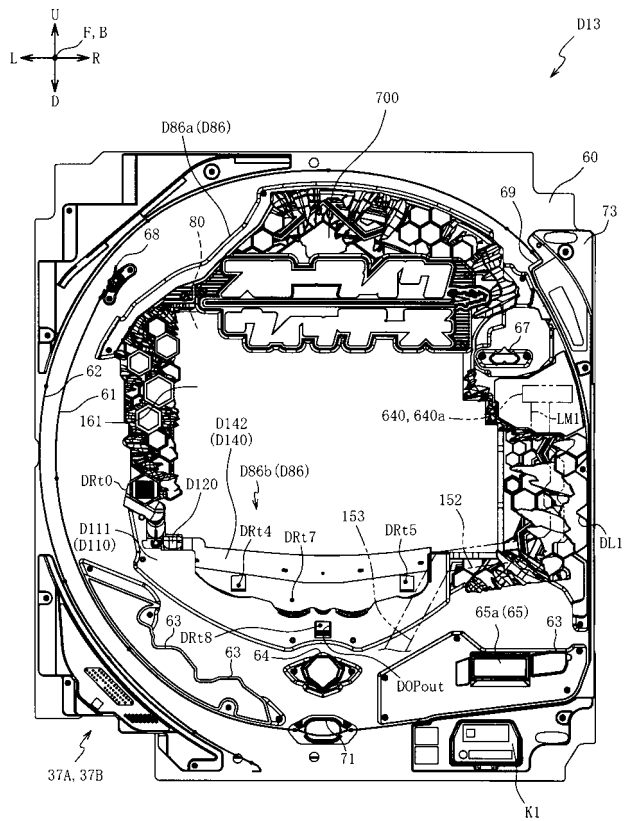 U
F,B
L
R
D
D13
700
D86a(D86)
60
69
73
80
68
67
62
61
161
640,640a
LM1
D142
(D140)
DRt0
D120
D86b(D86)
DRt4
DRt7
DRt5
153
152
D111
(D110)
DL1
65a(65)
63
63
63
DRt8
64
DOPout
71
37A,37B
K1